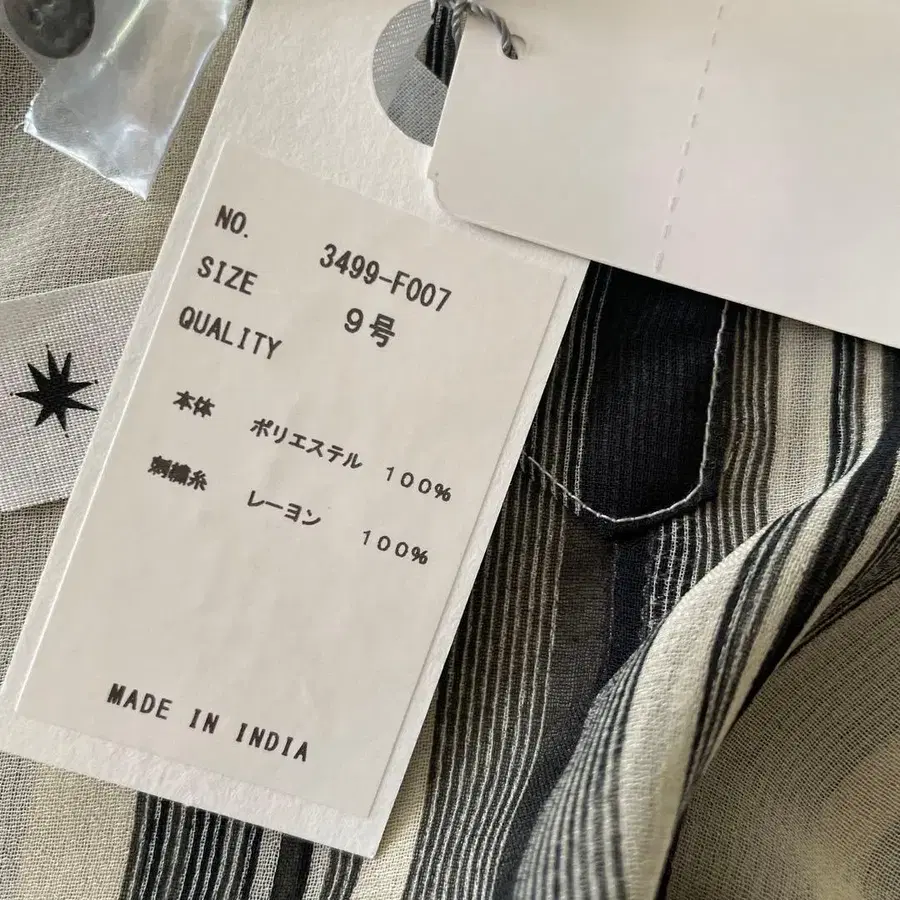 NO. 3499-F007
SIZE 9号
QUALITY
本体 ポリエステル 100%
刺繍糸 レーヨン 100%
MADE IN INDIA